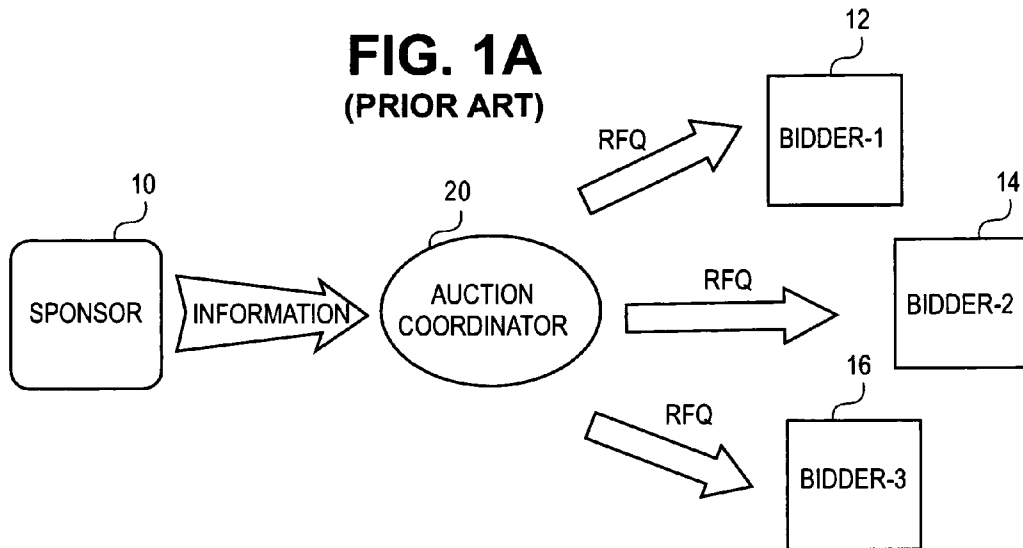 FIG. 1A
(PRIOR ART)
12
RFQ
BIDDER-1
10
20
14
SPONSOR
INFORMATION
AUCTION
COORDINATOR
RFQ
BIDDER-2
16
RFQ
BIDDER-3